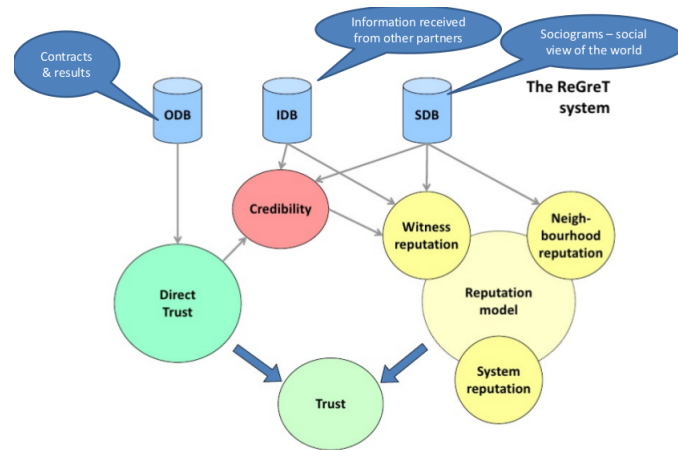 Contracts
& results
Information received
from other partners
Sociograms – social
view of the world
The ReGreT
system
ODB
IDB
SDB
Credibility
Witness
reputation
Neigh-
bourhood
reputation
Direct
Trust
Reputation
model
System
reputation
Trust